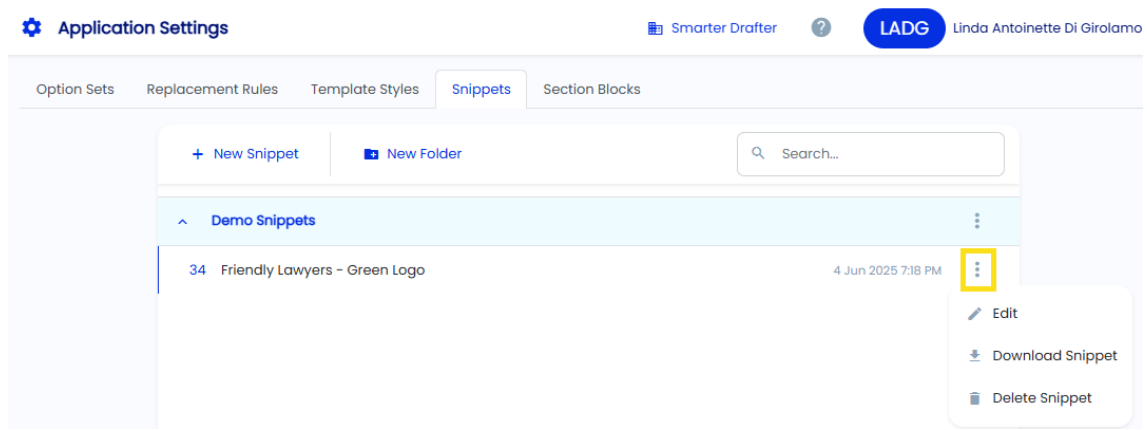 Application Settings
Smarter Drafter
?
LADG
Linda Antoinette Di Girolamo
Option Sets
Replacement Rules
Template Styles
Snippets
Section Blocks
+ New Snippet
New Folder
Search...
Demo Snippets
34 Friendly Lawyers - Green Logo
4 Jun 2025 7:18 PM
Edit
Download Snippet
Delete Snippet